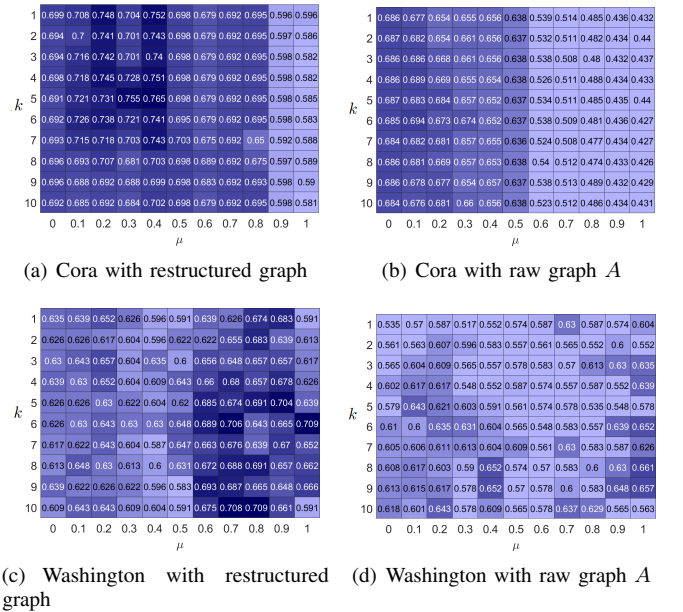 1 0.699 0.708 0.748 0.704 0.752 0.698 0.679 0.692 0.695 0.596 0.596
2 0.694 0.7 0.741 0.701 0.743 0.698 0.679 0.692 0.695 0.597 0.586
3 0.694 0.716 0.742 0.701 0.74 0.698 0.679 0.692 0.695 0.598 0.582
4 0.698 0.718 0.745 0.728 0.751 0.698 0.679 0.692 0.695 0.598 0.582
k 5 0.691 0.721 0.731 0.755 0.765 0.698 0.679 0.692 0.695 0.598 0.585
6 0.692 0.726 0.738 0.721 0.741 0.698 0.679 0.692 0.695 0.598 0.583
7 0.693 0.715 0.718 0.703 0.743 0.703 0.675 0.692 0.65 0.592 0.588
8 0.696 0.693 0.707 0.681 0.703 0.698 0.689 0.692 0.675 0.597 0.589
9 0.696 0.688 0.692 0.688 0.699 0.698 0.683 0.692 0.693 0.598 0.59
10 0.692 0.685 0.692 0.684 0.702 0.698 0.679 0.692 0.695 0.598 0.581
0 0.1 0.2 0.3 0.4 0.5 0.6 0.7 0.8 0.9 1
μ
(a) Cora with restructured graph
1 0.686 0.677 0.654 0.655 0.656 0.638 0.539 0.514 0.485 0.436 0.432
2 0.687 0.682 0.656 0.661 0.656 0.637 0.532 0.511 0.482 0.434 0.44
3 0.686 0.689 0.664 0.655 0.657 0.637 0.538 0.508 0.48 0.432 0.437
4 0.686 0.689 0.669 0.655 0.654 0.638 0.526 0.511 0.488 0.434 0.433
k 5 0.687 0.683 0.684 0.657 0.652 0.637 0.534 0.511 0.485 0.435 0.44
6 0.685 0.694 0.673 0.674 0.652 0.637 0.538 0.509 0.481 0.436 0.427
7 0.684 0.682 0.681 0.657 0.655 0.636 0.524 0.508 0.477 0.434 0.427
8 0.686 0.681 0.669 0.657 0.653 0.638 0.54 0.512 0.474 0.433 0.426
9 0.686 0.678 0.677 0.654 0.657 0.638 0.538 0.513 0.489 0.432 0.429
10 0.684 0.676 0.681 0.66 0.656 0.638 0.523 0.512 0.486 0.434 0.431
0 0.1 0.2 0.3 0.4 0.5 0.6 0.7 0.8 0.9 1
μ
(b) Cora with raw graph A
1 0.635 0.639 0.652 0.626 0.596 0.591 0.639 0.626 0.674 0.683 0.591
2 0.626 0.626 0.617 0.604 0.596 0.622 0.622 0.655 0.683 0.639 0.613
3 0.63 0.643 0.657 0.604 0.635 0.6 0.656 0.648 0.657 0.657 0.617
4 0.639 0.63 0.652 0.604 0.609 0.643 0.66 0.68 0.657 0.678 0.626
k 5 0.626 0.626 0.63 0.622 0.604 0.62 0.685 0.674 0.691 0.704 0.639
6 0.626 0.63 0.643 0.63 0.63 0.648 0.689 0.706 0.643 0.665 0.709
7 0.617 0.622 0.643 0.604 0.587 0.647 0.663 0.676 0.639 0.67 0.652
8 0.613 0.648 0.63 0.613 0.6 0.631 0.672 0.688 0.691 0.657 0.662
9 0.639 0.622 0.626 0.622 0.596 0.583 0.693 0.687 0.665 0.648 0.666
10 0.609 0.643 0.643 0.609 0.604 0.591 0.675 0.708 0.709 0.661 0.591
0 0.1 0.2 0.3 0.4 0.5 0.6 0.7 0.8 0.9 1
μ
(c) Washington with restructured
graph
1 0.535 0.57 0.587 0.517 0.552 0.574 0.587 0.63 0.587 0.574 0.604
2 0.561 0.563 0.607 0.596 0.583 0.557 0.561 0.565 0.552 0.6 0.552
3 0.565 0.604 0.609 0.565 0.557 0.578 0.583 0.57 0.613 0.63 0.635
4 0.602 0.617 0.617 0.548 0.552 0.574 0.557 0.587 0.557 0.552 0.639
k 5 0.579 0.643 0.621 0.603 0.591 0.561 0.574 0.578 0.535 0.548 0.578
6 0.61 0.6 0.635 0.631 0.604 0.565 0.548 0.583 0.557 0.639 0.652
7 0.605 0.606 0.611 0.613 0.604 0.609 0.561 0.63 0.583 0.587 0.626
8 0.608 0.617 0.603 0.59 0.652 0.574 0.57 0.583 0.6 0.63 0.661
9 0.613 0.615 0.617 0.578 0.652 0.57 0.578 0.6 0.583 0.648 0.657
10 0.618 0.601 0.643 0.578 0.609 0.565 0.578 0.637 0.629 0.565 0.563
0 0.1 0.2 0.3 0.4 0.5 0.6 0.7 0.8 0.9 1
μ
(d) Washington with raw graph A